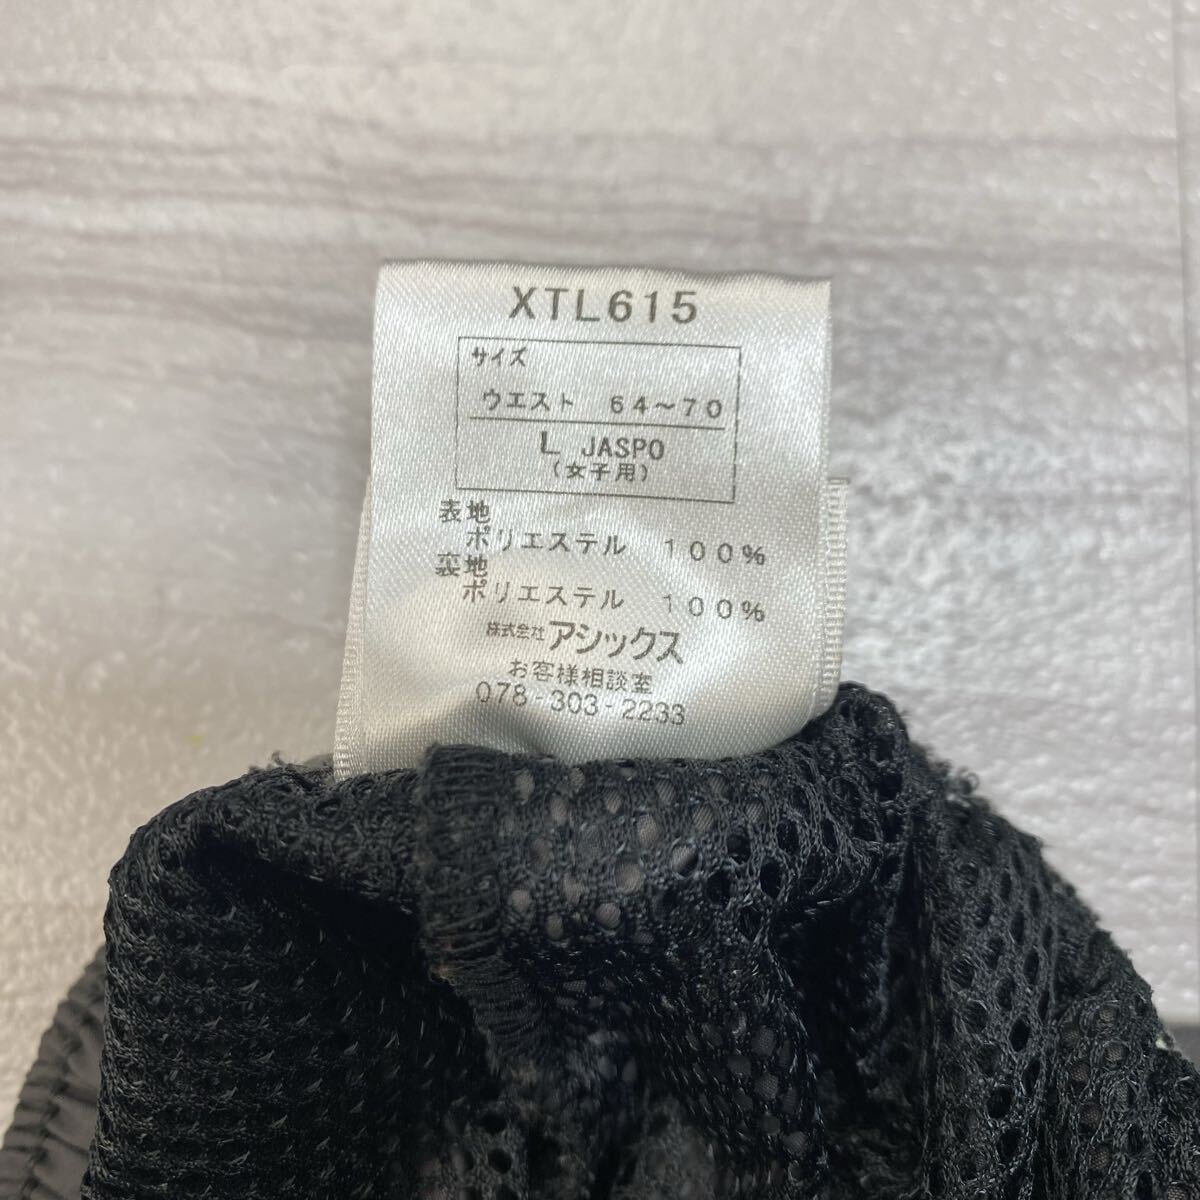 XTL615
サイズ
ウエスト 64～70
L JASPO
(女子用)
表地
ポリエステル 100%
裏地
ポリエステル 100%
株式会社アシックス
お客様相談室
078-303-2233